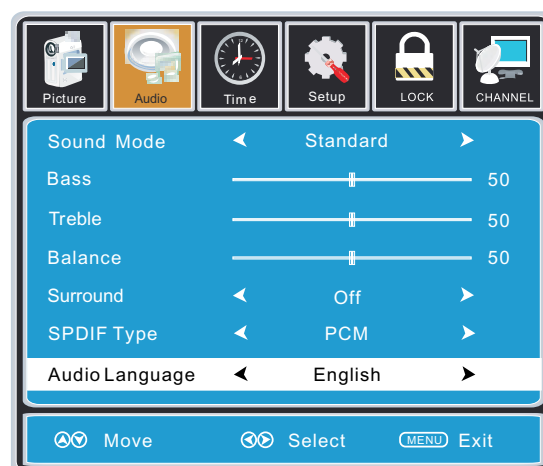 Picture Audio Time Setup LOCK CHANNEL
Sound Mode Standard
Bass 50
Treble 50
Balance 50
Surround Off
SPDIF Type PCM
Audio Language English
Move Select MENU Exit